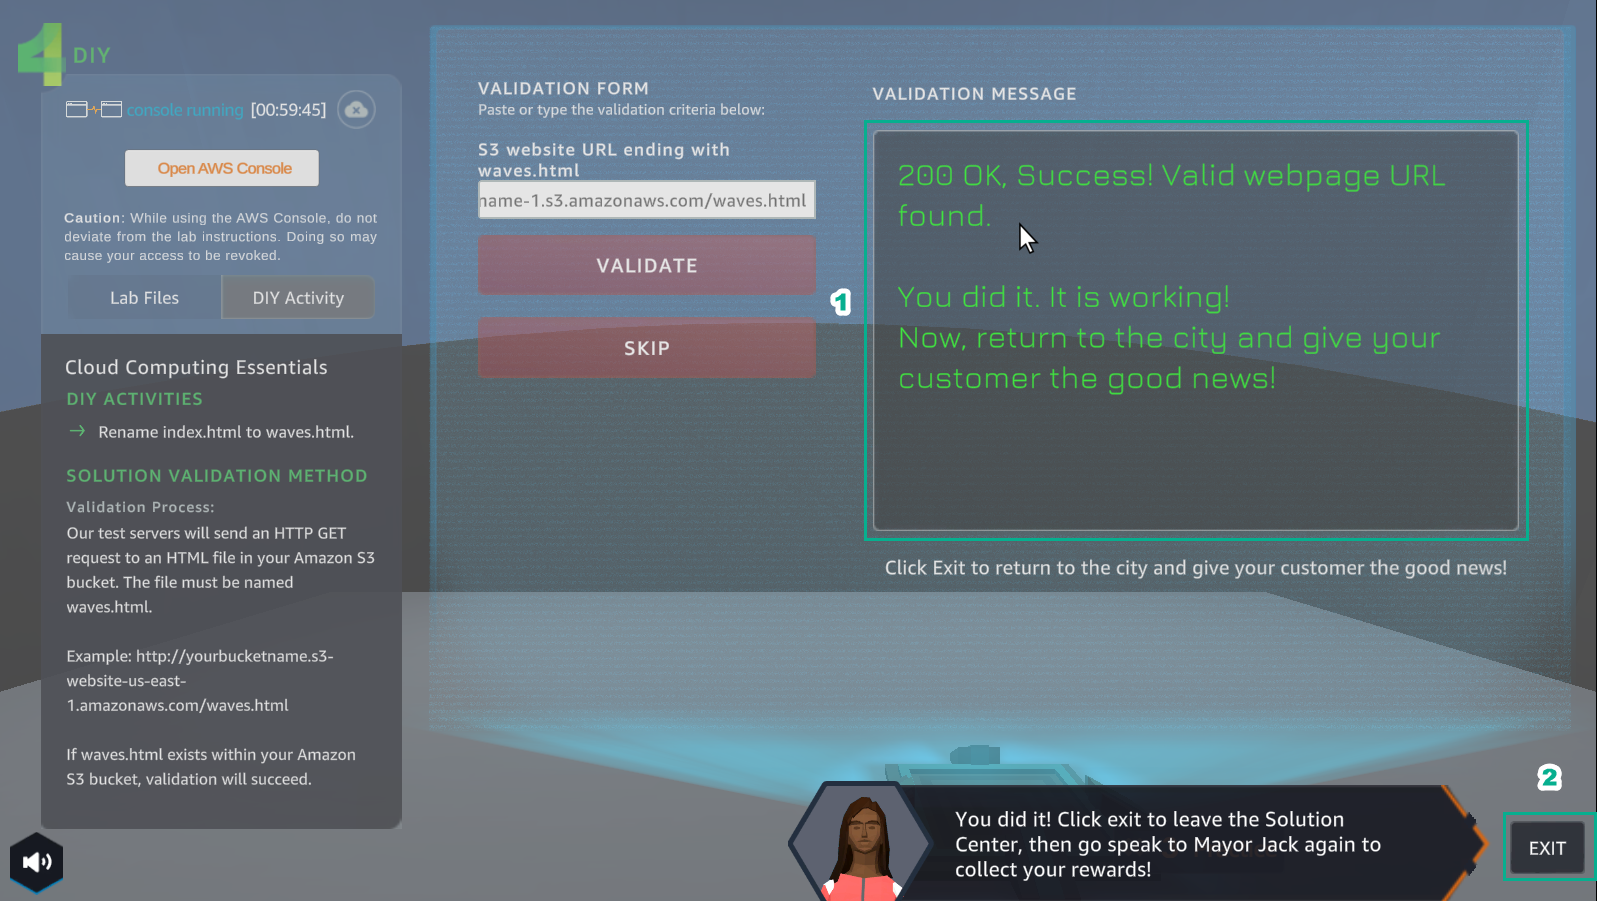 4 DIY
console running [00:59:45]
Open AWS Console
Caution: While using the AWS Console, do not
deviate from the lab instructions. Doing so may
cause your access to be revoked.
Lab Files
DIY Activity
Cloud Computing Essentials
DIY ACTIVITIES
→ Rename index.html to waves.html.
SOLUTION VALIDATION METHOD
Validation Process:
Our test servers will send an HTTP GET
request to an HTML file in your Amazon S3
bucket. The file must be named
waves.html.
Example: http://yourbucketname.s3-
website-us-east-
1.amazonaws.com/waves.html
If waves.html exists within your Amazon
S3 bucket, validation will succeed.
VALIDATION FORM
Paste or type the validation criteria below:
S3 website URL ending with
waves.html
name-1.s3.amazonaws.com/waves.html
VALIDATE
SKIP
1
VALIDATION MESSAGE
200 OK, Success! Valid webpage URL
found.
You did it. It is working!
Now, return to the city and give your
customer the good news!
Click Exit to return to the city and give your customer the good news!
You did it! Click exit to leave the Solution
Center, then go speak to Mayor Jack again to
collect your rewards!
2
EXIT